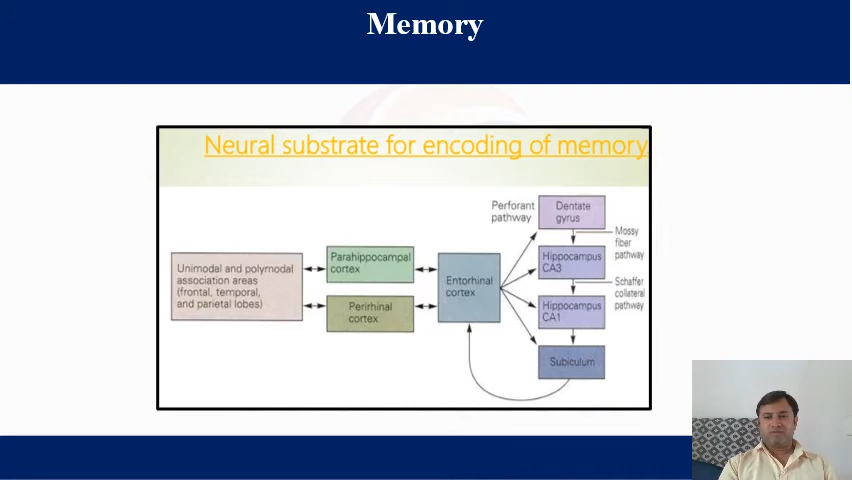 Memory
Neural substrate for encoding of memory
Perforant
pathway
Dentate
gyrus
Mossy
fiber
pathway
Unimodal and polymodal
association areas
(frontal, temporal,
and parietal lobes)
Parahippocampal
cortex
Perirhinal
cortex
Entorhinal
cortex
Hippocampus
CA3
Schaffer
collateral
pathway
Hippocampus
CA1
Subiculum